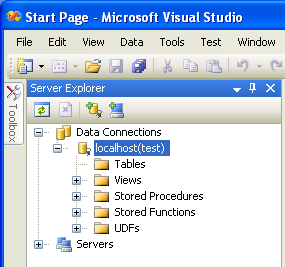 Start Page - Microsoft Visual Studio
File Edit View Data Tools Test Window
Server Explorer
Toolbox
Data Connections
localhost(test)
Tables
Views
Stored Procedures
Stored Functions
UDFs
Servers